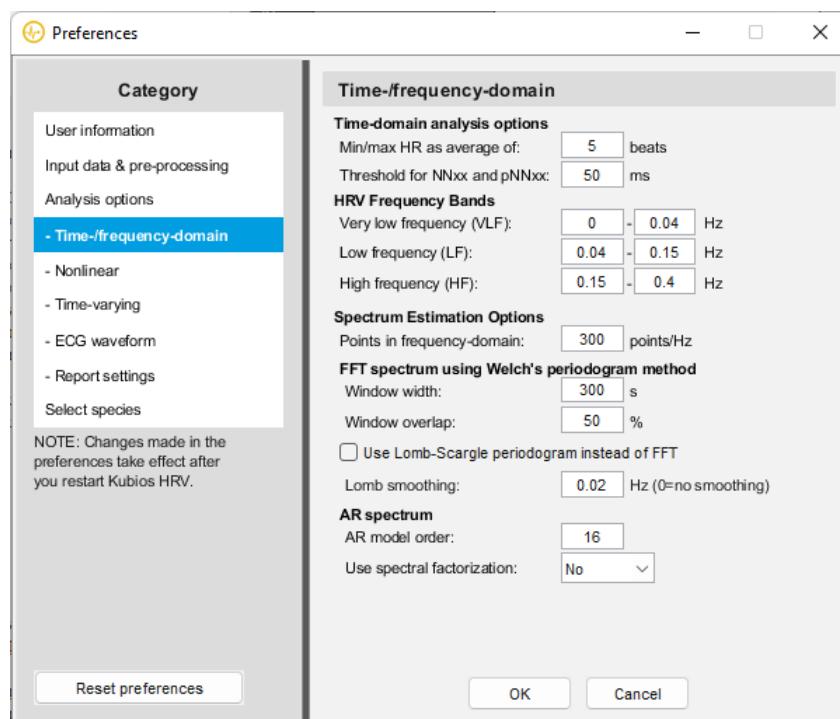 Preferences
Category
User information
Input data & pre-processing
Analysis options
- Time-/frequency-domain
- Nonlinear
- Time-varying
- ECG waveform
- Report settings
Select species
NOTE: Changes made in the
preferences take effect after
you restart Kubios HRV.
Reset preferences
Time-/frequency-domain
Time-domain analysis options
Min/max HR as average of: 5 beats
Threshold for NNxx and pNNxx: 50 ms
HRV Frequency Bands
Very low frequency (VLF): 0 - 0.04 Hz
Low frequency (LF): 0.04 - 0.15 Hz
High frequency (HF): 0.15 - 0.4 Hz
Spectrum Estimation Options
Points in frequency-domain: 300 points/Hz
FFT spectrum using Welch's periodogram method
Window width: 300 s
Window overlap: 50 %
Use Lomb-Scargle periodogram instead of FFT
Lomb smoothing: 0.02 Hz (0=no smoothing)
AR spectrum
AR model order: 16
Use spectral factorization: No
OK Cancel